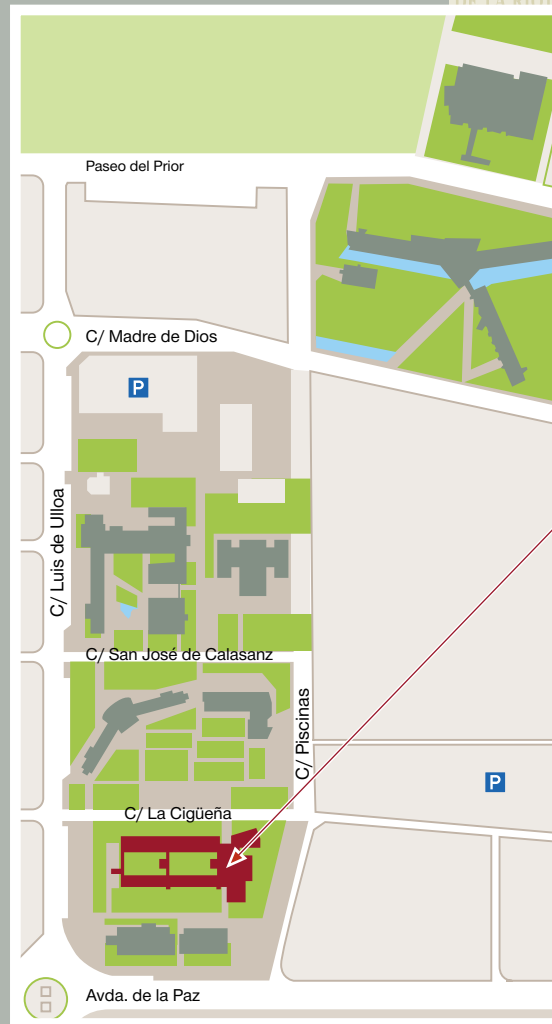 Paseo del Prior
C/ Madre de Dios
P
C/ Luis de Ulloa
C/ San José de Calasanz
C/ Piscinas
P
C/ La Cigüeña
Avda. de la Paz